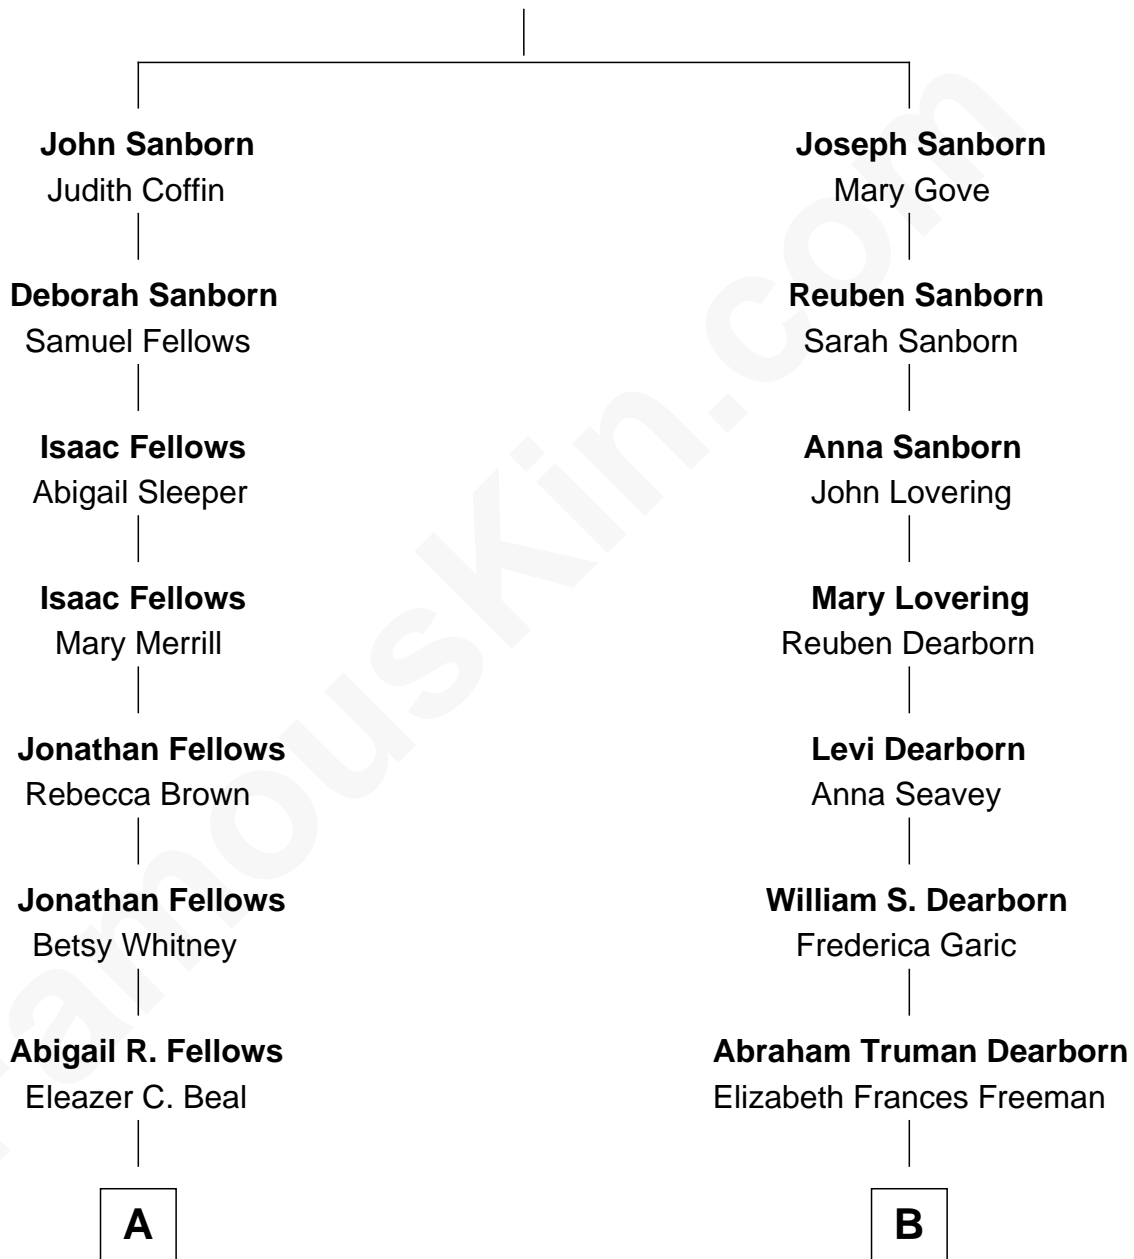 John Sanborn
Judith Coffin
Deborah Sanborn
Samuel Fellows
Isaac Fellows
Abigail Sleeper
Isaac Fellows
Mary Merrill
Jonathan Fellows
Rebecca Brown
Jonathan Fellows
Betsy Whitney
Abigail R. Fellows
Eleazer C. Beal
A
Joseph Sanborn
Mary Gove
Reuben Sanborn
Sarah Sanborn
Anna Sanborn
John Lovering
Mary Lovering
Reuben Dearborn
Levi Dearborn
Anna Seavey
William S. Dearborn
Frederica Garic
Abraham Truman Dearborn
Elizabeth Frances Freeman
B
FamousKin.com